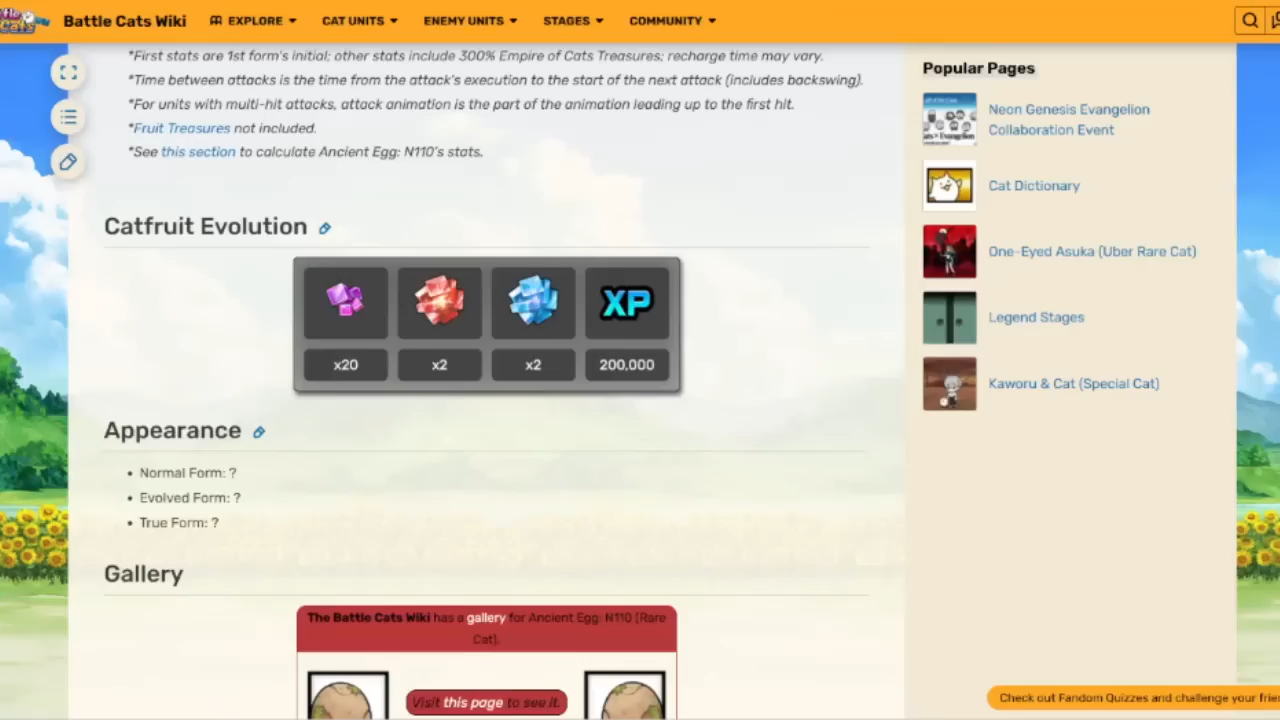 Battle Cats Wiki EXPLORE CAT UNITS ENEMY UNITS STAGES COMMUNITY
*First stats are 1st form's initial; other stats include 300% Empire of Cats Treasures; recharge time may vary.
*Time between attacks is the time from the attack's execution to the start of the next attack (includes backswing).
*For units with multi-hit attacks, attack animation is the part of the animation leading up to the first hit.
*Fruit Treasures not included.
*See this section to calculate Ancient Egg: N110's stats.
Catfruit Evolution
XP
x20 x2 x2 200,000
Appearance
• Normal Form: ?
• Evolved Form: ?
• True Form: ?
Gallery
The Battle Cats Wiki has a gallery for Ancient Egg: N110 (Rare
Cat).
Visit this page to see it.
Popular Pages
Neon Genesis Evangelion
Collaboration Event
Cat Dictionary
One-Eyed Asuka (Uber Rare Cat)
Legend Stages
Kaworu & Cat (Special Cat)
Check out Fandom Quizzes and challenge your frie